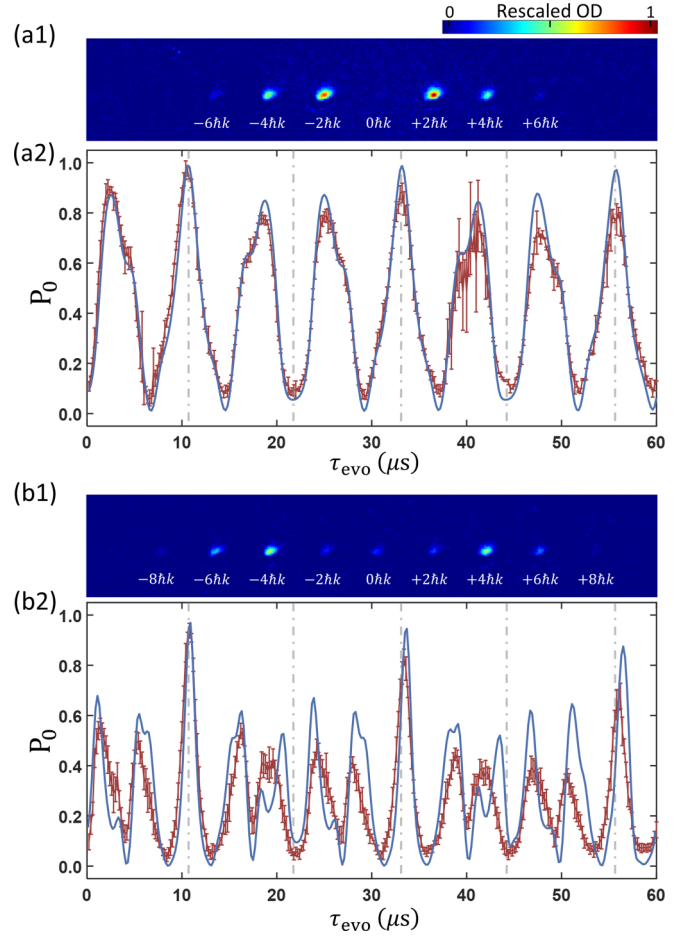 0 Rescaled OD 1
(a1)
−6ℏk −4ℏk −2ℏk 0ℏk +2ℏk +4ℏk +6ℏk
(a2)
1.0
0.8
0.6
0.4
0.2
0.0
P₀
0 10 20 30 40 50 60
τ_evo (μs)
(b1)
−8ℏk −6ℏk −4ℏk −2ℏk 0ℏk +2ℏk +4ℏk +6ℏk +8ℏk
(b2)
1.0
0.8
0.6
0.4
0.2
0.0
P₀
0 10 20 30 40 50 60
τ_evo (μs)